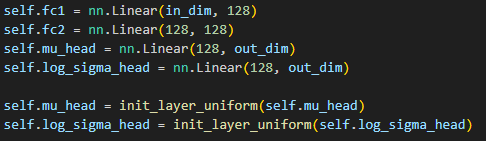 self.fc1 = nn.Linear(in_dim, 128)
self.fc2 = nn.Linear(128, 128)
self.mu_head = nn.Linear(128, out_dim)
self.log_sigma_head = nn.Linear(128, out_dim)
self.mu_head = init_layer_uniform(self.mu_head)
self.log_sigma_head = init_layer_uniform(self.log_sigma_head)